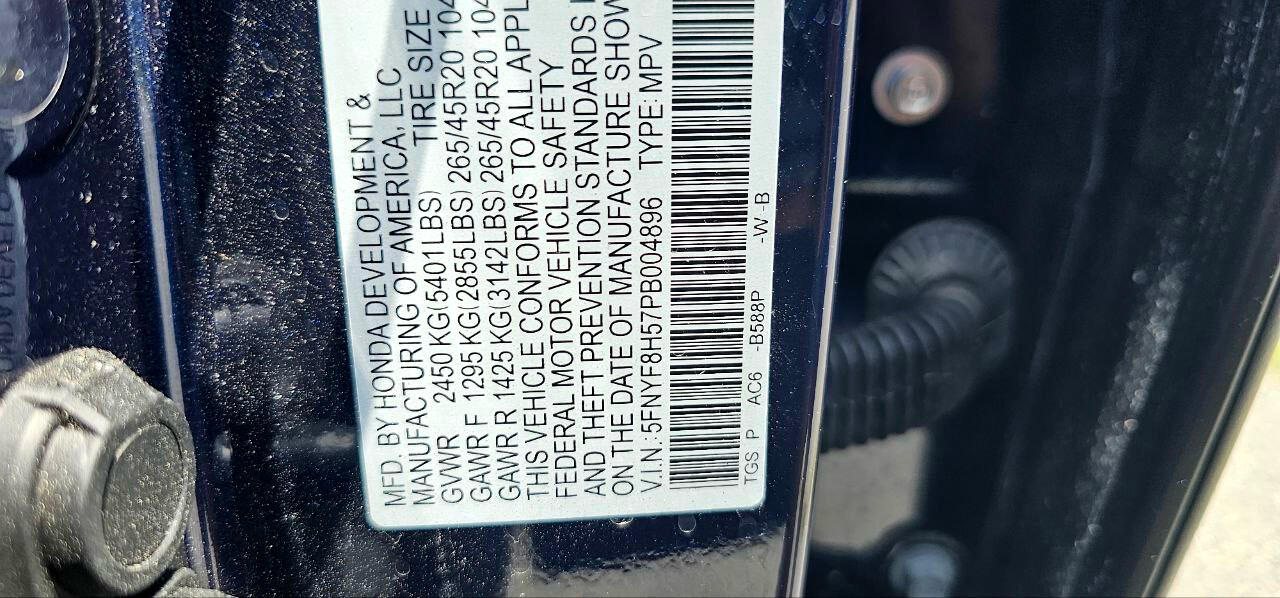 MFD. BY HONDA DEVELOPMENT &
MANUFACTURING OF AMERICA, LLC
TIRE SIZE
GVWR 2450 KG(5401LBS)
GAWR F 1295 KG(2855LBS) 265/45R20 104
GAWR R 1425 KG(3142LBS) 265/45R20 104
THIS VEHICLE CONFORMS TO ALL APPL
FEDERAL MOTOR VEHICLE SAFETY
AND THEFT PREVENTION STANDARDS
ON THE DATE OF MANUFACTURE SHOW
V.I.N.:5FNYF8H57PB004896 TYPE:MPV
TGS P AC6 -B588P -W -B